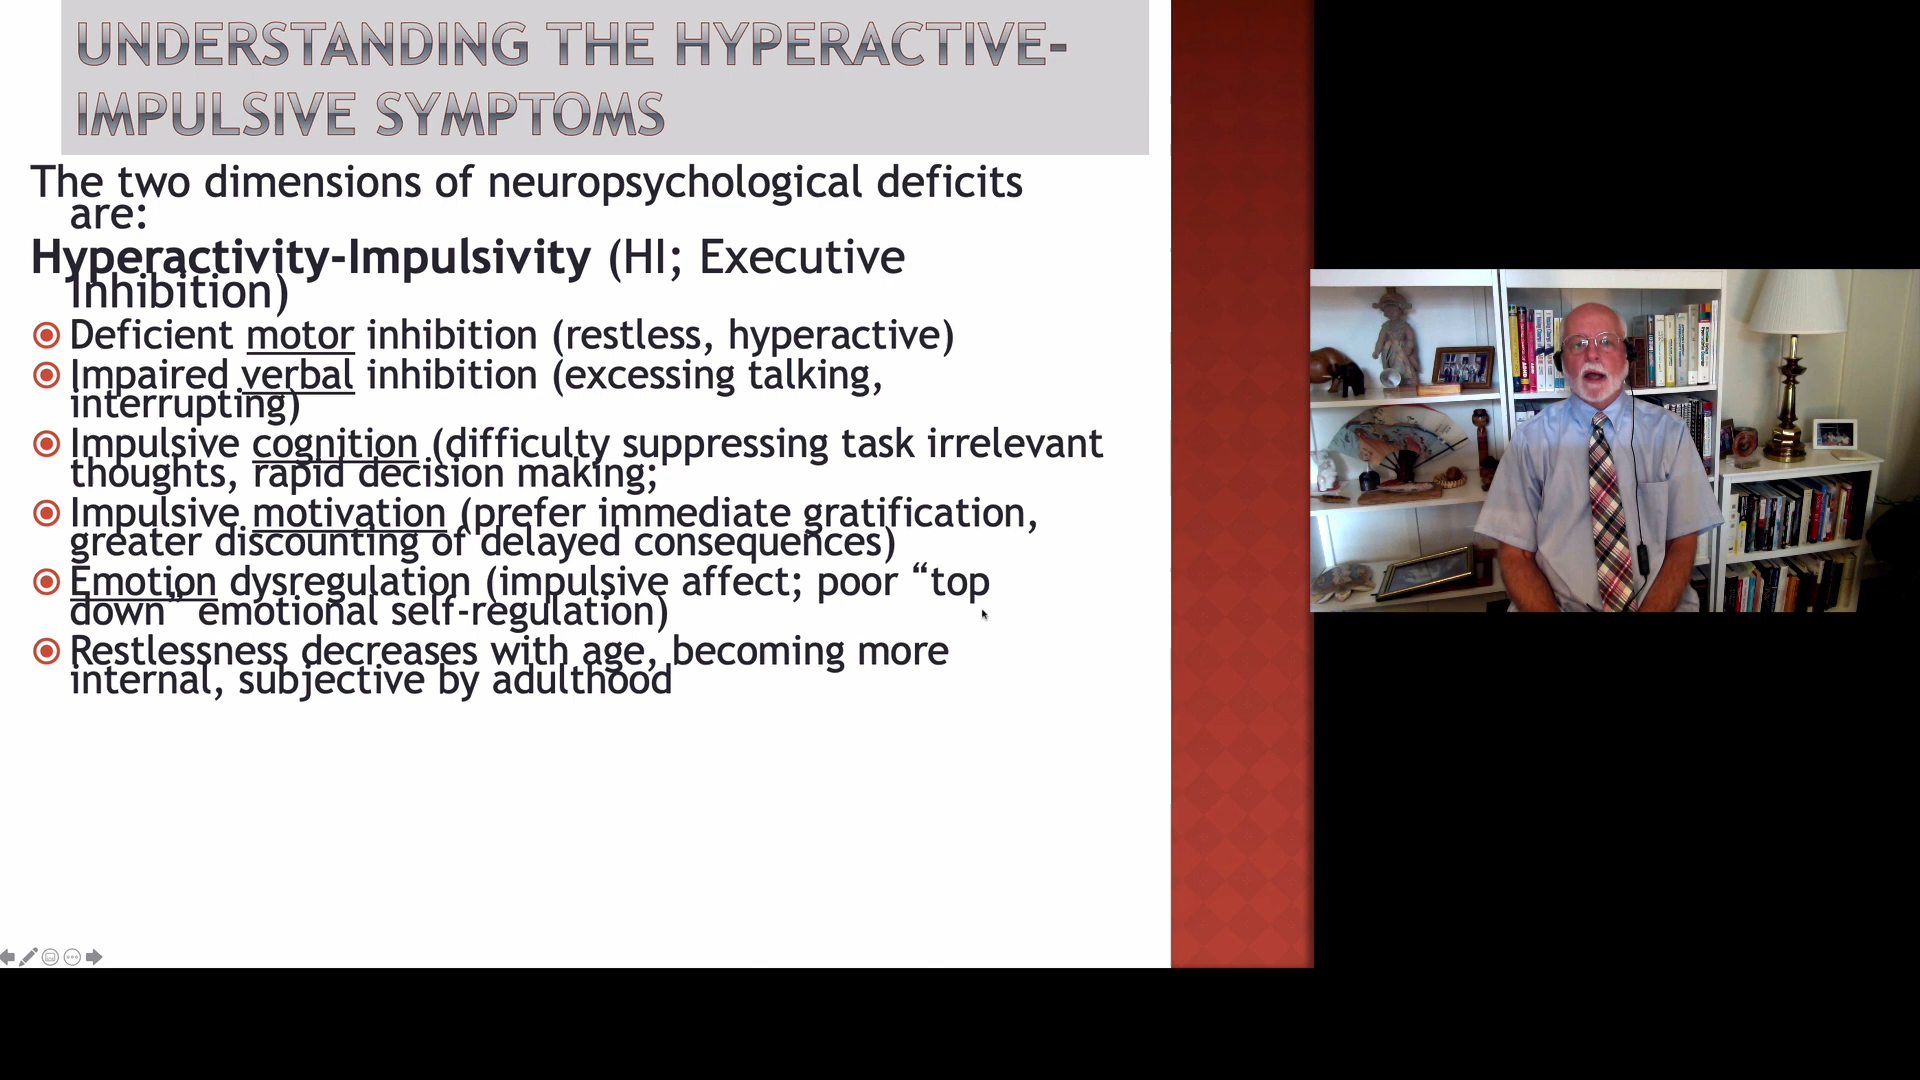 UNDERSTANDING THE HYPERACTIVE-
IMPULSIVE SYMPTOMS
The two dimensions of neuropsychological deficits
are:
Hyperactivity-Impulsivity (HI; Executive
Inhibition)
Deficient motor inhibition (restless, hyperactive)
Impaired verbal inhibition (excessing talking,
interrupting)
Impulsive cognition (difficulty suppressing task irrelevant
thoughts, rapid decision making;
Impulsive motivation (prefer immediate gratification,
greater discounting of delayed consequences)
Emotion dysregulation (impulsive affect; poor “top
down” emotional self-regulation)
Restlessness decreases with age, becoming more
internal, subjective by adulthood